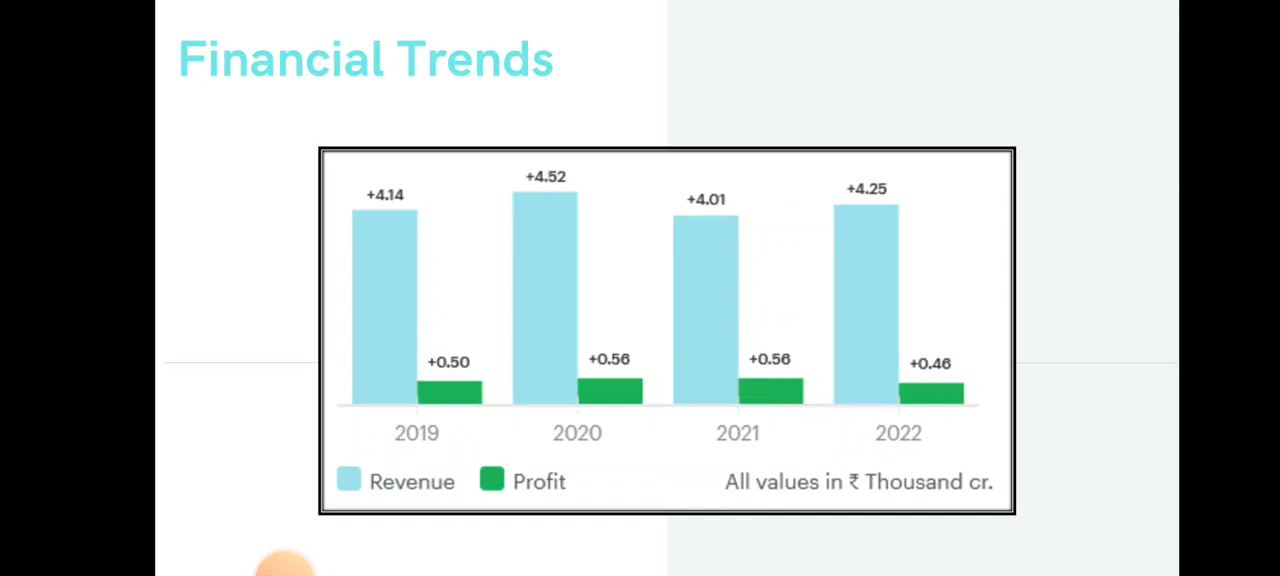 Financial Trends
+4.14 +4.52 +4.01 +4.25
+0.50 +0.56 +0.56 +0.46
2019 2020 2021 2022
Revenue Profit All values in ₹ Thousand cr.